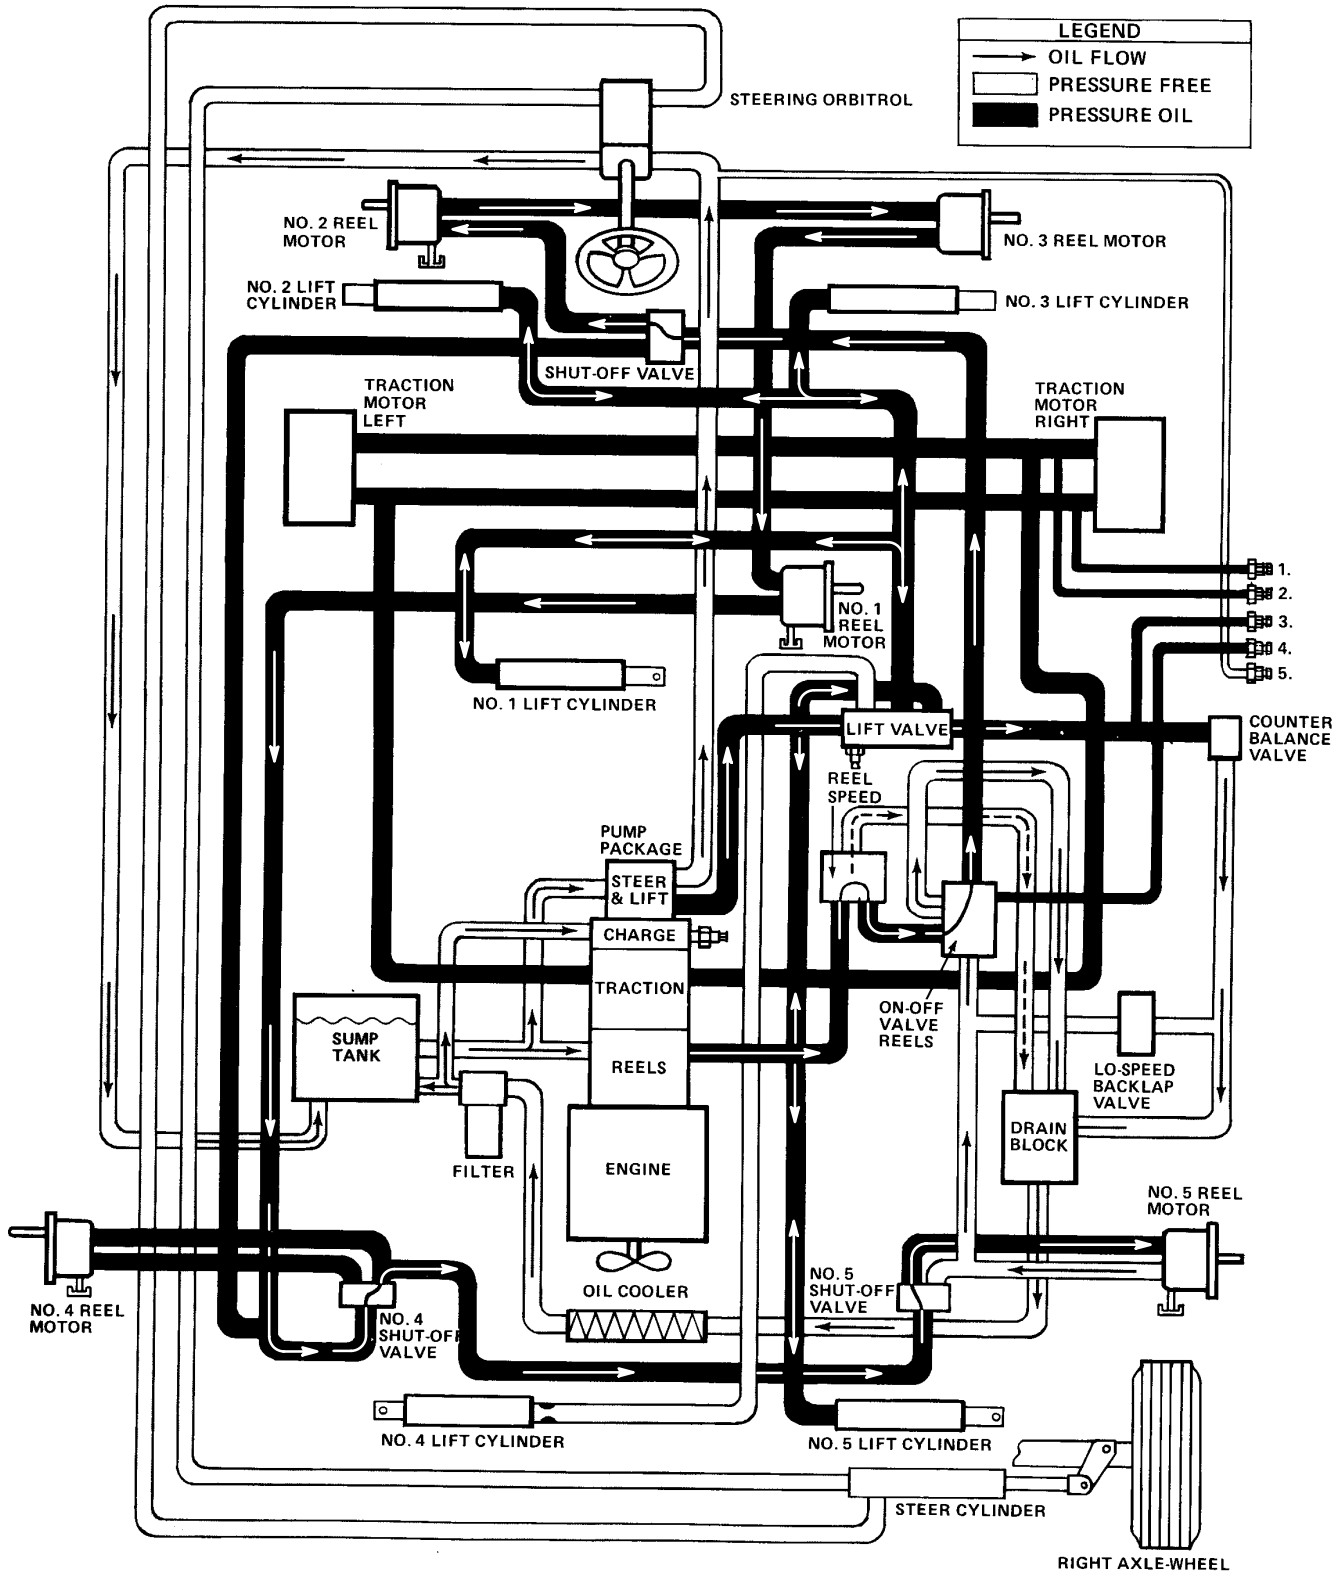 LEGEND
OIL FLOW
PRESSURE FREE
PRESSURE OIL
STEERING ORBITROL
NO. 2 REEL
MOTOR
NO. 3 REEL MOTOR
NO. 2 LIFT
CYLINDER
NO. 3 LIFT CYLINDER
SHUT-OFF VALVE
TRACTION
MOTOR
LEFT
TRACTION
MOTOR
RIGHT
1.
2.
3.
4.
5.
NO. 1
REEL
MOTOR
NO. 1 LIFT CYLINDER
LIFT VALVE
COUNTER
BALANCE
VALVE
REEL
SPEED
PUMP
PACKAGE
STEER
& LIFT
CHARGE
TRACTION
REELS
ENGINE
SUMP
TANK
ON-OFF
VALVE
REELS
LO-SPEED
BACKLAP
VALVE
DRAIN
BLOCK
FILTER
NO. 5 REEL
MOTOR
OIL COOLER
NO. 5
SHUT-OFF
VALVE
NO. 4 REEL
MOTOR
NO. 4
SHUT-OFF
VALVE
NO. 4 LIFT CYLINDER
NO. 5 LIFT CYLINDER
STEER CYLINDER
RIGHT AXLE-WHEEL